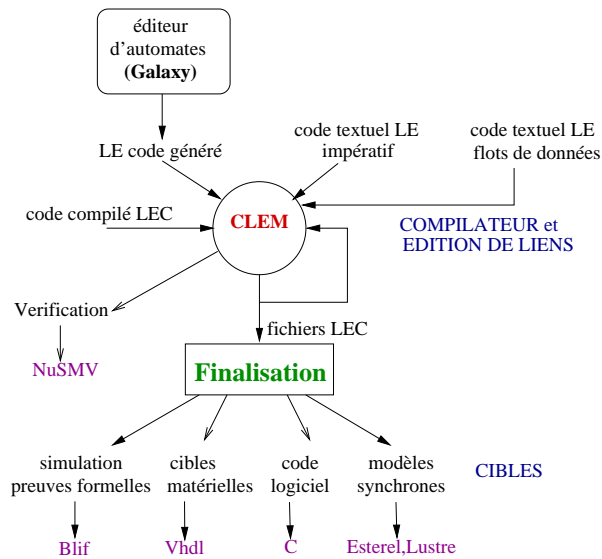 éditeur
d'automates
(Galaxy)
LE code généré
code textuel LE
impératif
code textuel LE
flots de données
code compilé LEC
CLEM
COMPILATEUR et
EDITION DE LIENS
Verification
fichiers LEC
NuSMV
Finalisation
simulation
preuves formelles
cibles
matérielles
code
logiciel
modèles
synchrones
CIBLES
Blif
Vhdl
C
Esterel,Lustre